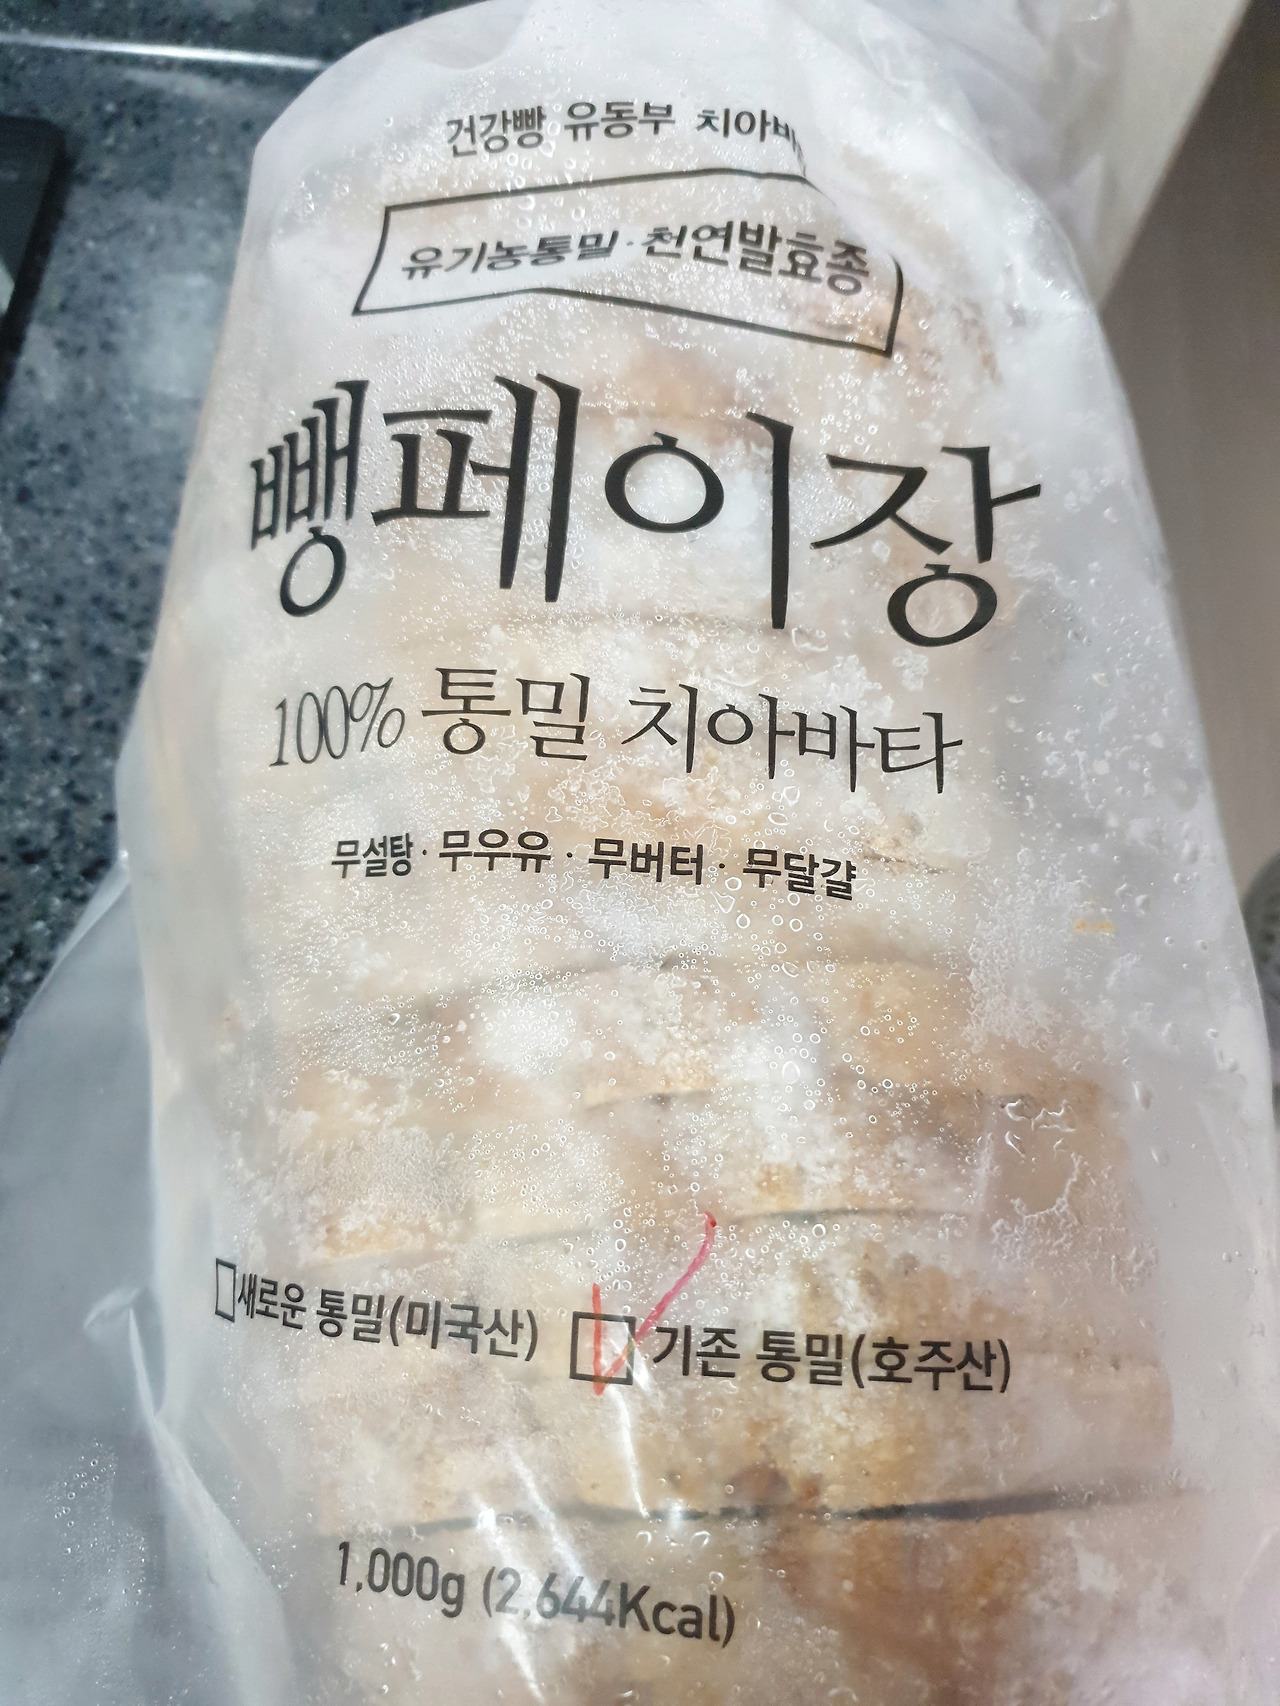 건강빵 유동부 치아바
유기농통밀·천연발효종
뺑페이장
100% 통밀 치아바타
무설탕·무우유·무버터·무달걀
새로운 통밀(미국산) 기존 통밀(호주산)
1,000g (2,644Kcal)